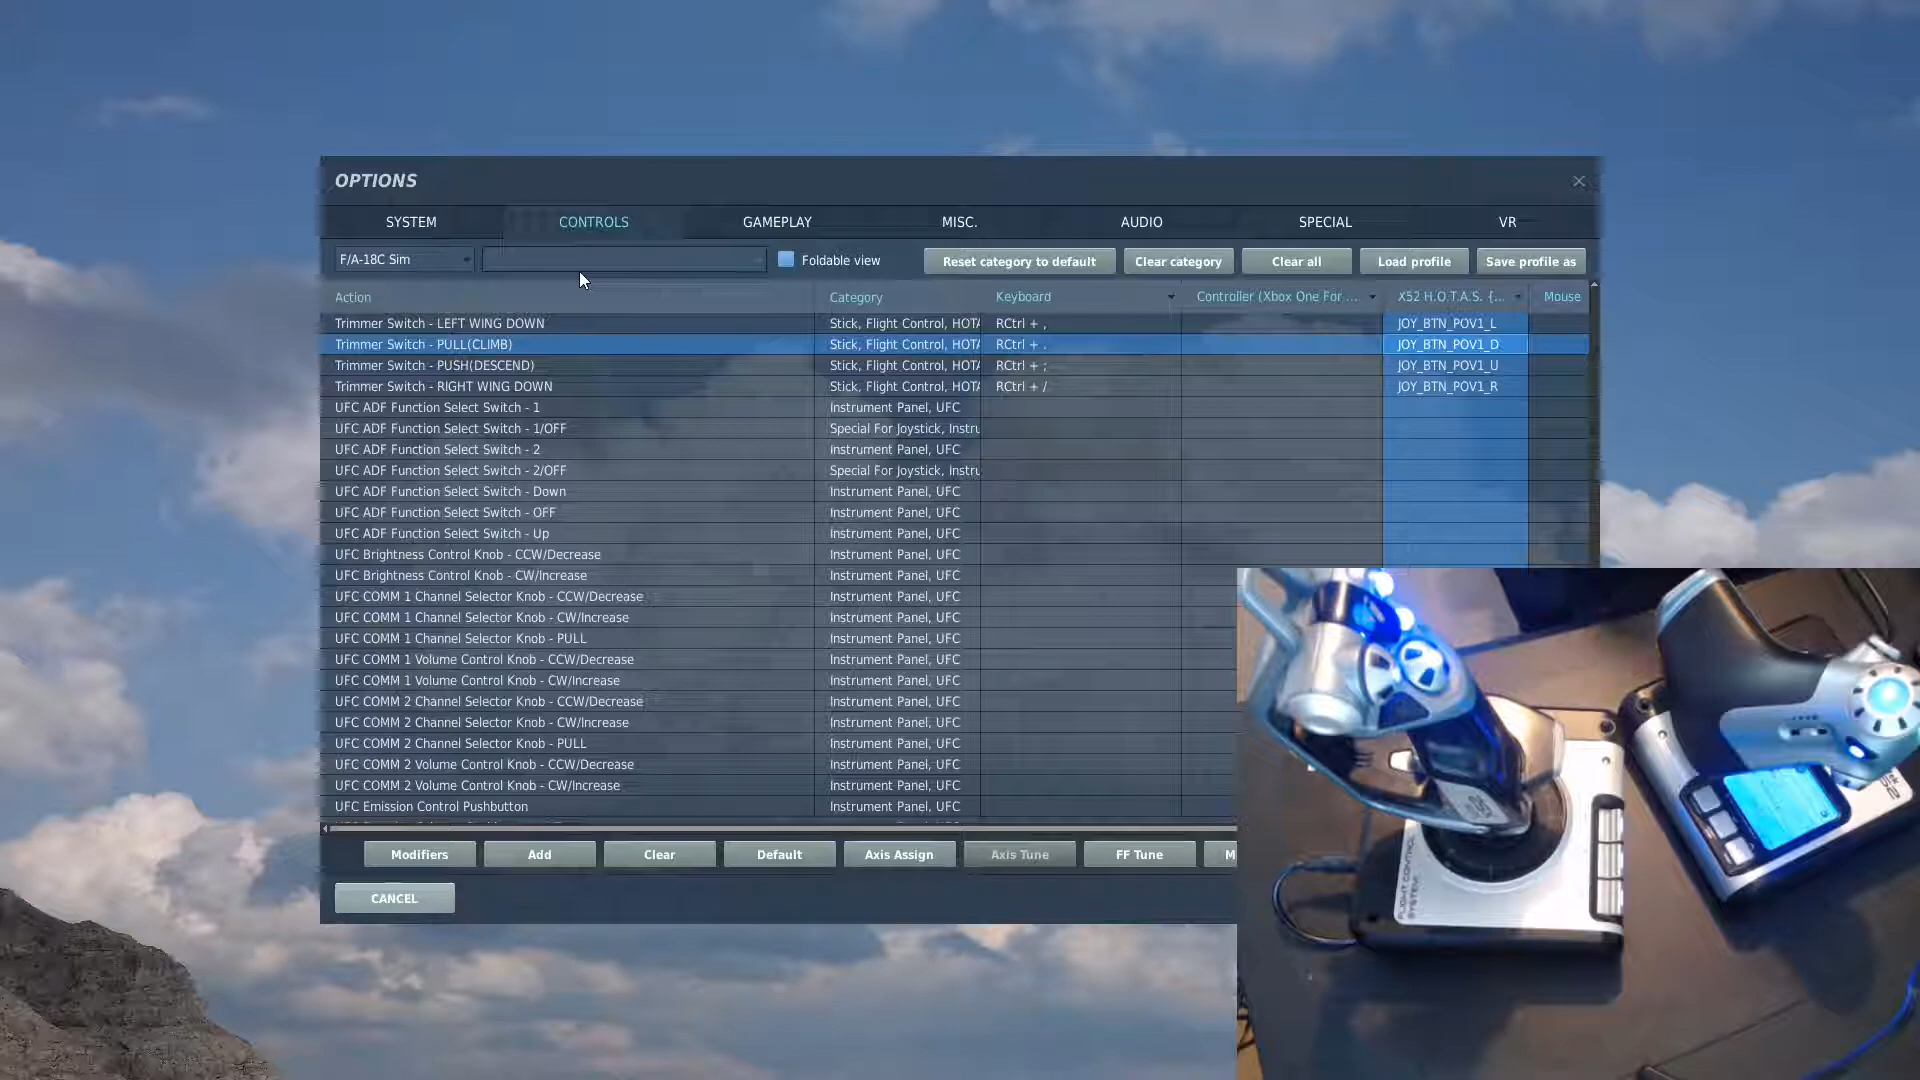 OPTIONS
SYSTEM CONTROLS GAMEPLAY MISC. AUDIO SPECIAL VR
F/A-18C Sim Foldable view Reset category to default Clear category Clear all Load profile Save profile as
Action Category Keyboard Controller (Xbox One For ... X52 H.O.T.A.S. {... Mouse
Trimmer Switch - LEFT WING DOWN Stick, Flight Control, HOTA RCtrl + , JOY_BTN_POV1_L
Trimmer Switch - PULL(CLIMB) Stick, Flight Control, HOTA RCtrl + . JOY_BTN_POV1_D
Trimmer Switch - PUSH(DESCEND) Stick, Flight Control, HOTA RCtrl + ; JOY_BTN_POV1_U
Trimmer Switch - RIGHT WING DOWN Stick, Flight Control, HOTA RCtrl + / JOY_BTN_POV1_R
UFC ADF Function Select Switch - 1 Instrument Panel, UFC
UFC ADF Function Select Switch - 1/OFF Special For Joystick, Instru
UFC ADF Function Select Switch - 2 Instrument Panel, UFC
UFC ADF Function Select Switch - 2/OFF Special For Joystick, Instru
UFC ADF Function Select Switch - Down Instrument Panel, UFC
UFC ADF Function Select Switch - OFF Instrument Panel, UFC
UFC ADF Function Select Switch - Up Instrument Panel, UFC
UFC Brightness Control Knob - CCW/Decrease Instrument Panel, UFC
UFC Brightness Control Knob - CW/Increase Instrument Panel, UFC
UFC COMM 1 Channel Selector Knob - CCW/Decrease Instrument Panel, UFC
UFC COMM 1 Channel Selector Knob - CW/Increase Instrument Panel, UFC
UFC COMM 1 Channel Selector Knob - PULL Instrument Panel, UFC
UFC COMM 1 Volume Control Knob - CCW/Decrease Instrument Panel, UFC
UFC COMM 1 Volume Control Knob - CW/Increase Instrument Panel, UFC
UFC COMM 2 Channel Selector Knob - CCW/Decrease Instrument Panel, UFC
UFC COMM 2 Channel Selector Knob - CW/Increase Instrument Panel, UFC
UFC COMM 2 Channel Selector Knob - PULL Instrument Panel, UFC
UFC COMM 2 Volume Control Knob - CCW/Decrease Instrument Panel, UFC
UFC COMM 2 Volume Control Knob - CW/Increase Instrument Panel, UFC
UFC Emission Control Pushbutton Instrument Panel, UFC
Modifiers Add Clear Default Axis Assign Axis Tune FF Tune M
CANCEL
FLIGHT CONTROL
SYSTEM